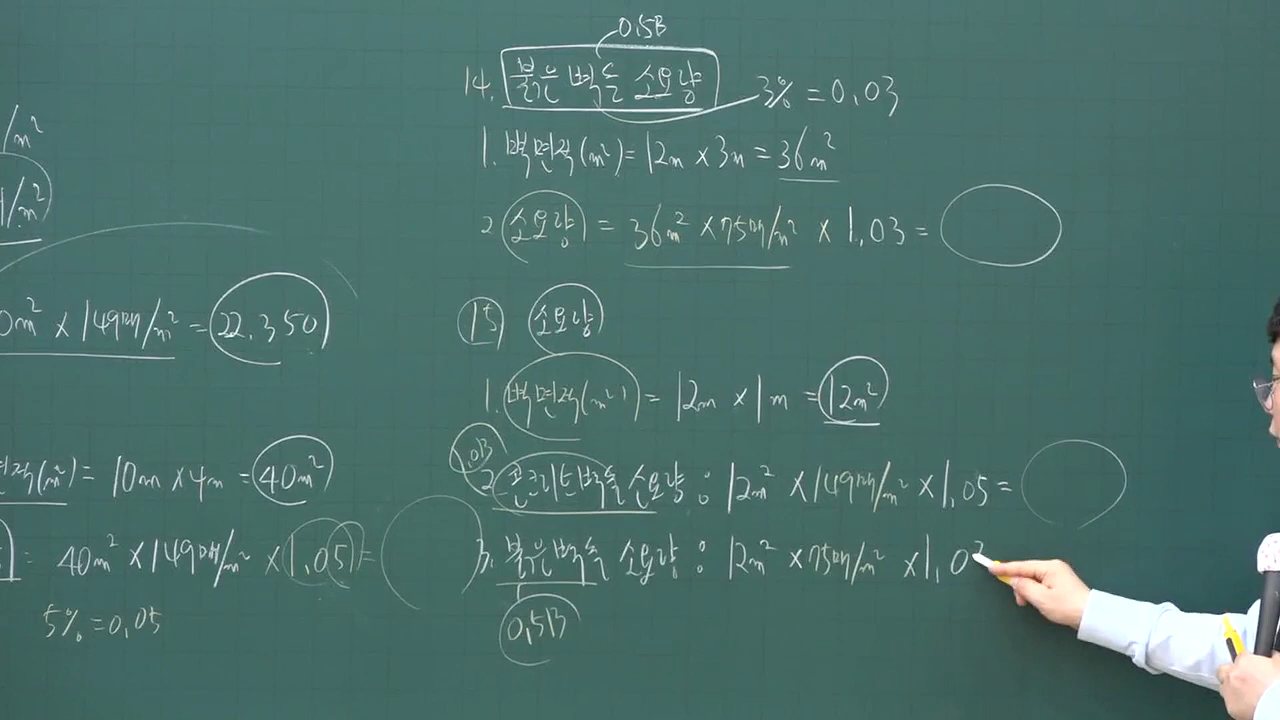 /m²
/m²
0m² × 149매/m² = 22,350
(m²) = 10m × 4m = 40m²
= 40m² × 149매/m² × 1.05 =
5% = 0.05
0.5B
14. 붉은 벽돌 소요량 3% = 0.03
1. 벽면적(m²) = 12m × 3m = 36m²
2 소요량 = 36m² × 75매/m² × 1.03 =
15 소요량
1. 벽면적(m²) = 12m × 1m = 12m²
1.0B
2. 콘크리트벽돌 소요량 : 12m² × 149매/m² × 1.05 =
3. 붉은벽돌 소요량 : 12m² × 75매/m² × 1.03
0.5B